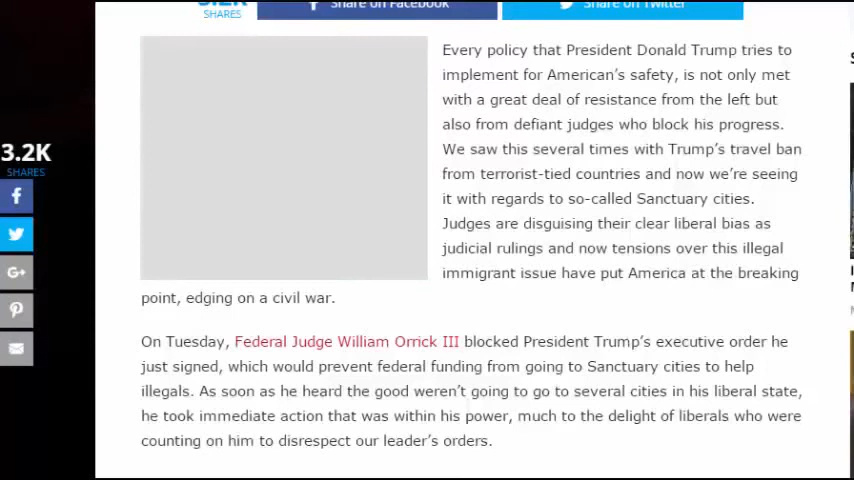 3.2K
SHARES
Share on Facebook
Share on Twitter
Every policy that President Donald Trump tries to
implement for American's safety, is not only met
with a great deal of resistance from the left but
also from defiant judges who block his progress.
We saw this several times with Trump's travel ban
from terrorist-tied countries and now we're seeing
it with regards to so-called Sanctuary cities.
Judges are disguising their clear liberal bias as
judicial rulings and now tensions over this illegal
immigrant issue have put America at the breaking
point, edging on a civil war.
3.2K
SHARES
On Tuesday, Federal Judge William Orrick III blocked President Trump's executive order he
just signed, which would prevent federal funding from going to Sanctuary cities to help
illegals. As soon as he heard the good weren't going to go to several cities in his liberal state,
he took immediate action that was within his power, much to the delight of liberals who were
counting on him to disrespect our leader's orders.